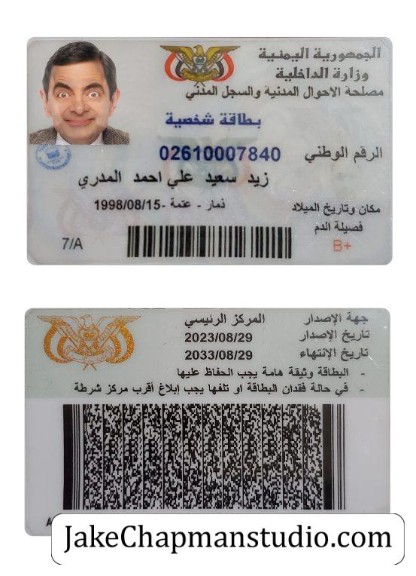 الجمهورية اليمنية
وزارة الداخلية
مصلحة الاحوال المدنية والسجل المدني
بطاقة شخصية
الرقم الوطني 02610007840
زيد سعيد علي احمد المدري
مكان وتاريخ الميلاد ذمار - عتمة -1998/08/15
فصيلة الدم B+
7/A
جهة الإصدار المركز الرئيسي
تاريخ الإصدار 2023/08/29
تاريخ الإنتهاء 2033/08/29
- البطاقة وثيقة هامة يجب الحفاظ عليها
- في حالة فقدان البطاقة او تلفها يجب إبلاغ أقرب مركز شرطة
JakeChapmanstudio.com